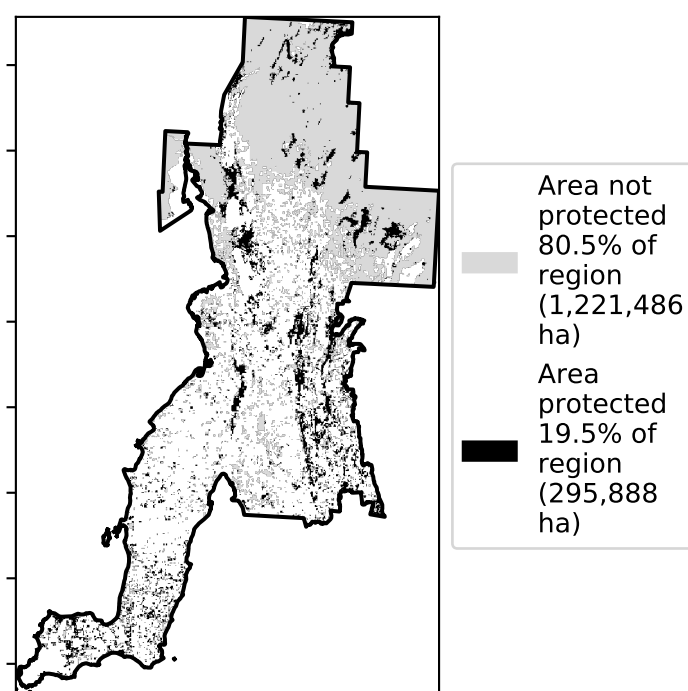 Area not
protected
80.5% of
region
(1,221,486
ha)
Area
protected
19.5% of
region
(295,888
ha)